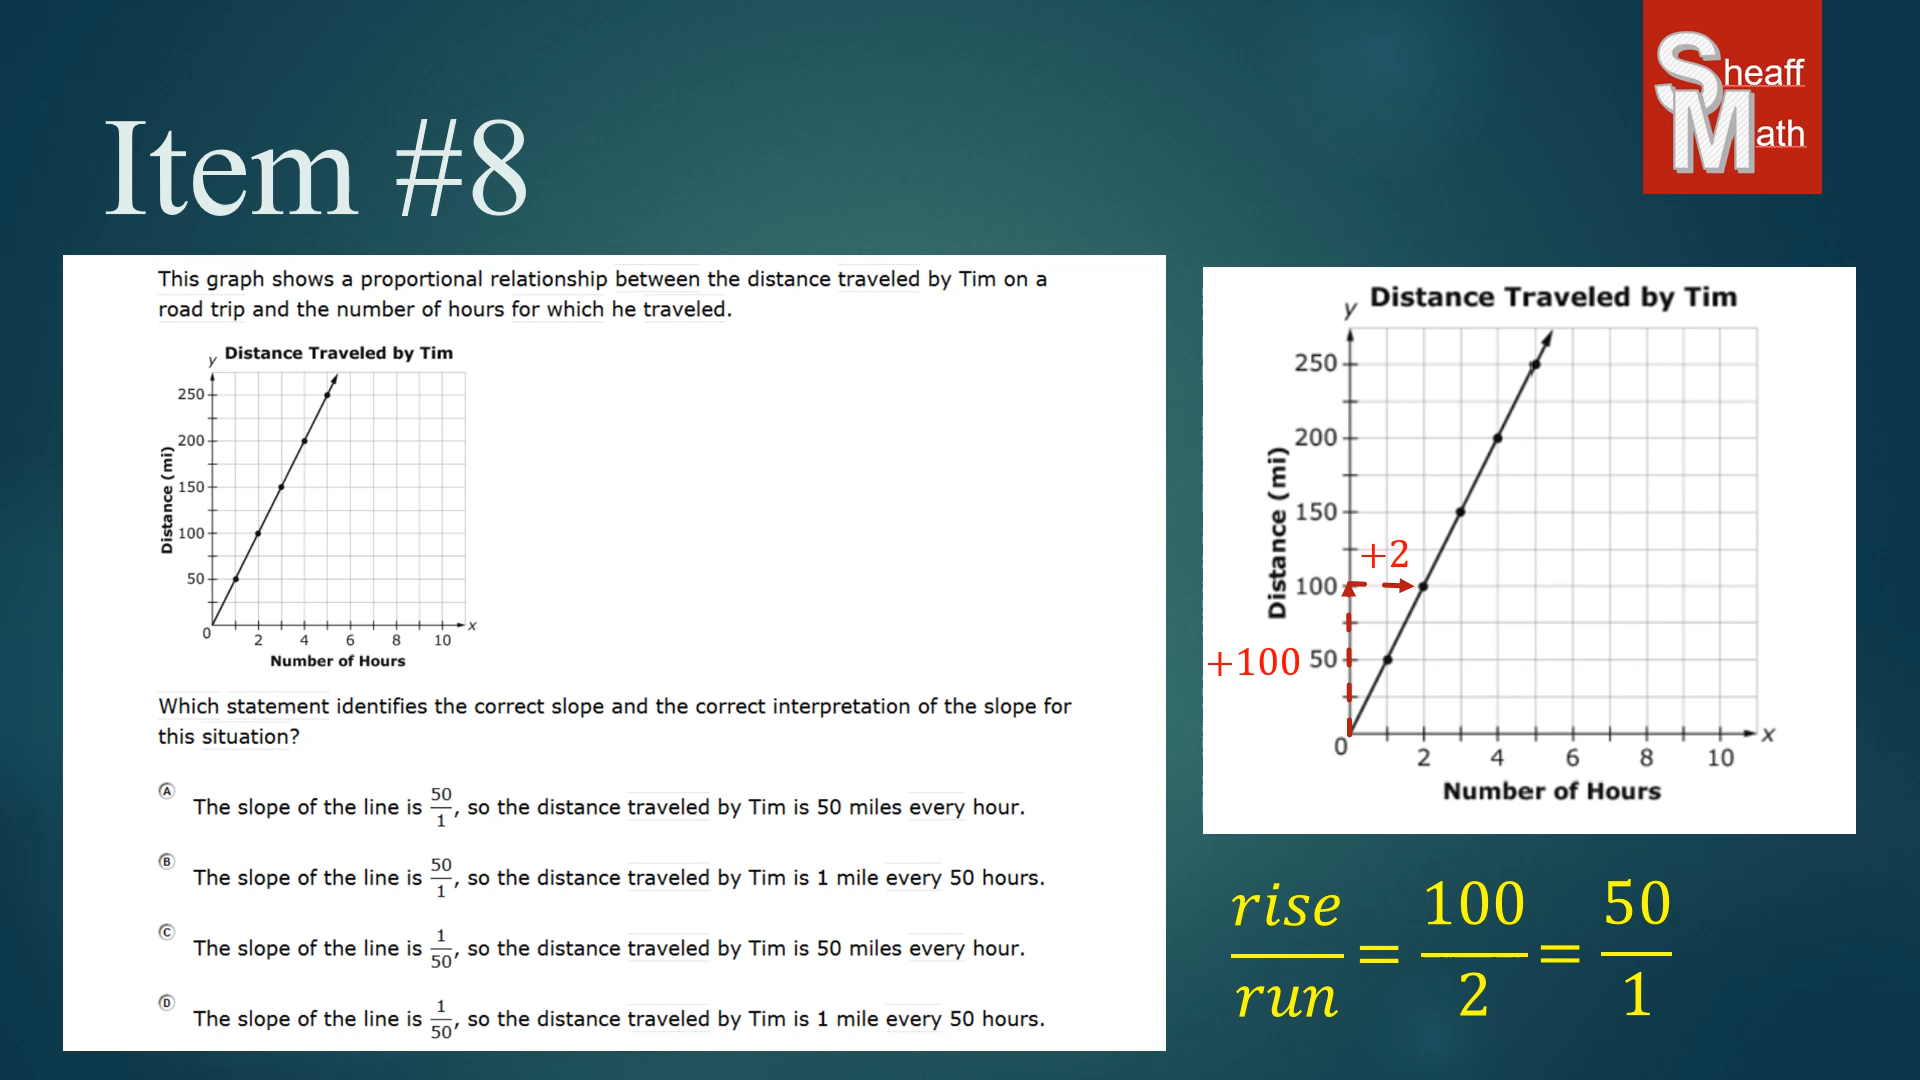 Item #8
Sheaff
Math
This graph shows a proportional relationship between the distance traveled by Tim on a
road trip and the number of hours for which he traveled.
y
Distance Traveled by Tim
250
200
150
100
50
0
2 4 6 8 10
x
Distance (mi)
Number of Hours
Which statement identifies the correct slope and the correct interpretation of the slope for
this situation?
A The slope of the line is 50/1, so the distance traveled by Tim is 50 miles every hour.
B The slope of the line is 50/1, so the distance traveled by Tim is 1 mile every 50 hours.
C The slope of the line is 1/50, so the distance traveled by Tim is 50 miles every hour.
D The slope of the line is 1/50, so the distance traveled by Tim is 1 mile every 50 hours.
y
Distance Traveled by Tim
250
200
150
+2
100
+100 50
0
2 4 6 8 10
x
Distance (mi)
Number of Hours
rise/run = 100/2 = 50/1